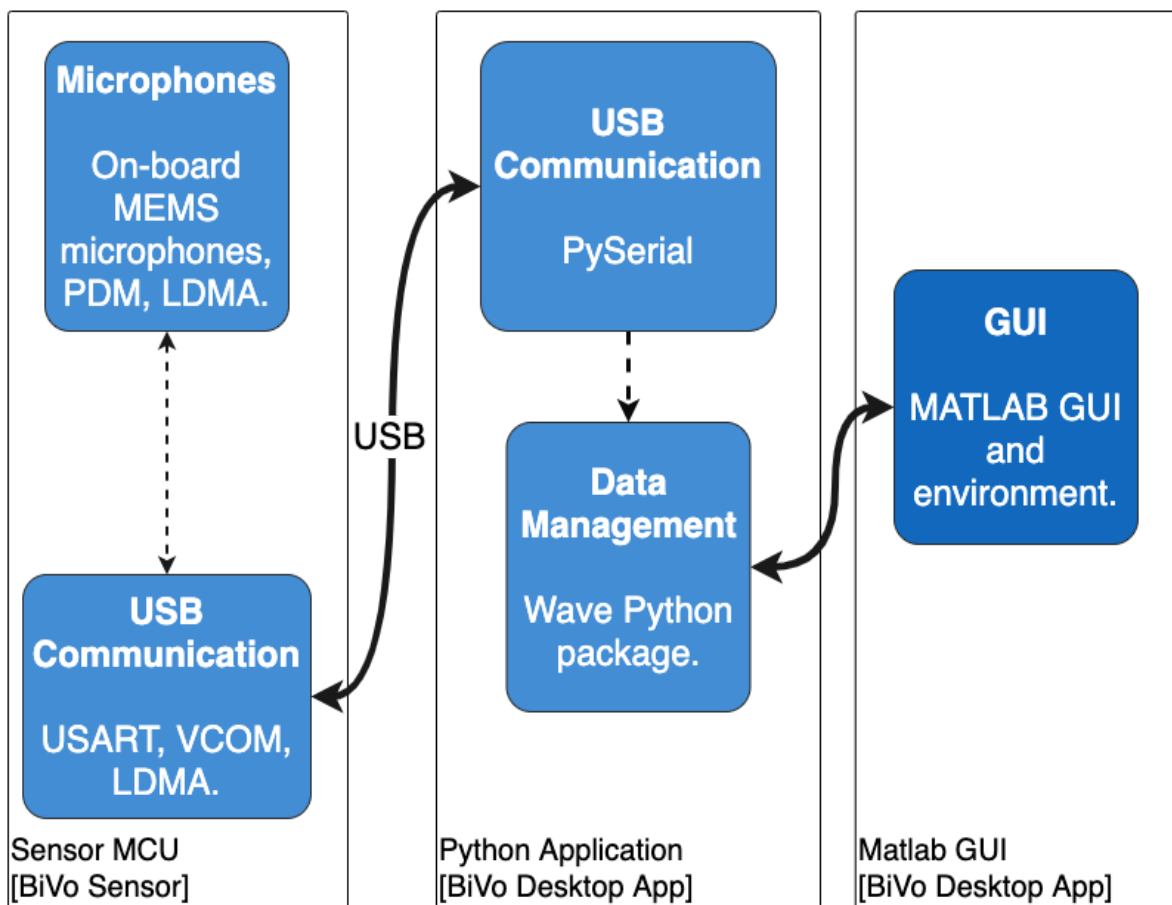 Microphones
On-board
MEMS
microphones,
PDM, LDMA.
USB
Communication
USART, VCOM,
LDMA.
Sensor MCU
[BiVo Sensor]
USB
USB
Communication
PySerial
Data
Management
Wave Python
package.
Python Application
[BiVo Desktop App]
GUI
MATLAB GUI
and
environment.
Matlab GUI
[BiVo Desktop App]